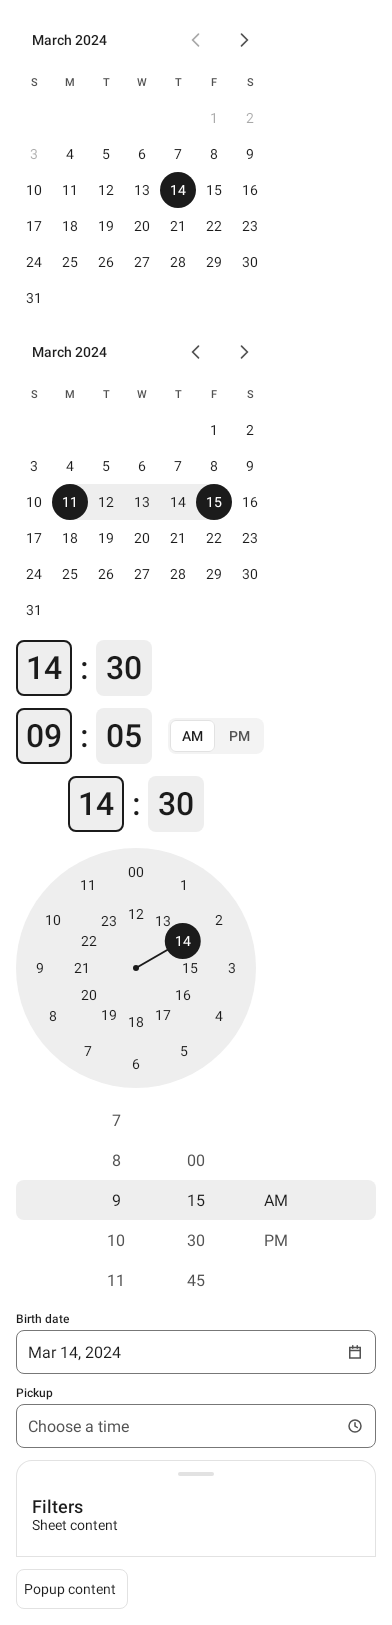 March 2024
S M T W T F S
1 2
3 4 5 6 7 8 9
10 11 12 13 14 15 16
17 18 19 20 21 22 23
24 25 26 27 28 29 30
31
March 2024
S M T W T F S
1 2
3 4 5 6 7 8 9
10 11 12 13 14 15 16
17 18 19 20 21 22 23
24 25 26 27 28 29 30
31
14 : 30
09 : 05 AM PM
14 : 30
00
11 1
12
10 23 13 2
22 14
9 21 15 3
20 16
8 19 17 4
18
7 5
6
7
8 00
9 15 AM
10 30 PM
11 45
Birth date
Mar 14, 2024
Pickup
Choose a time
Filters
Sheet content
Popup content